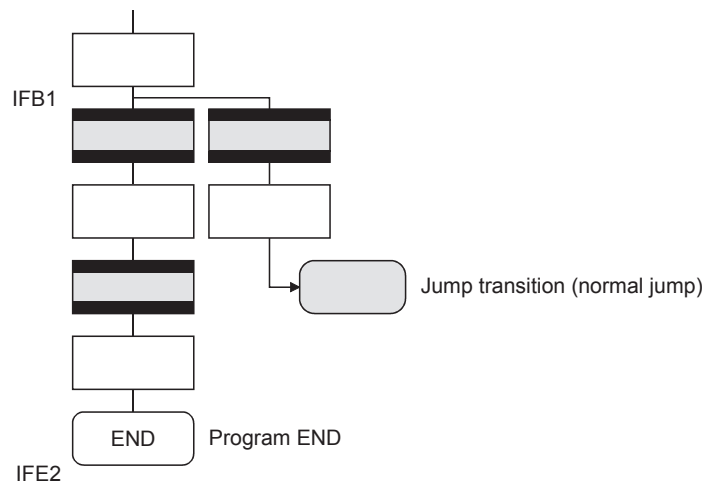 IFB1
Jump transition (normal jump)
END
Program END
IFE2